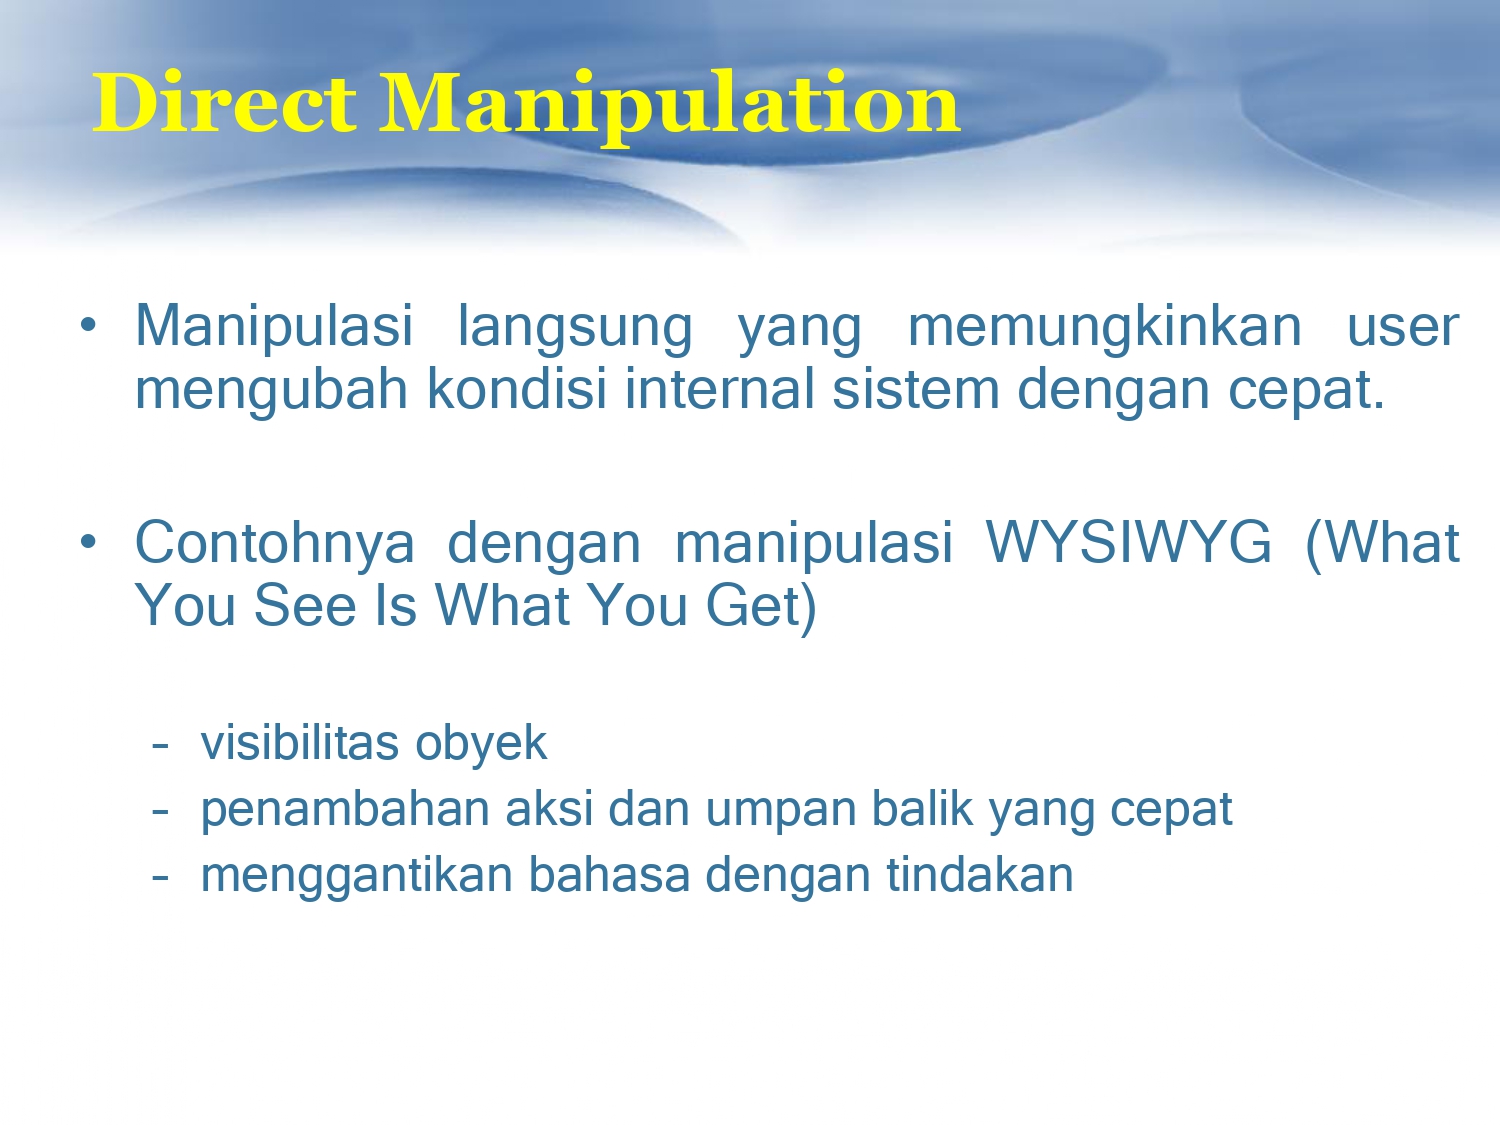 Direct Manipulation
• Manipulasi langsung yang memungkinkan user
mengubah kondisi internal sistem dengan cepat.
• Contohnya dengan manipulasi WYSIWYG (What
You See Is What You Get)
– visibilitas obyek
– penambahan aksi dan umpan balik yang cepat
– menggantikan bahasa dengan tindakan